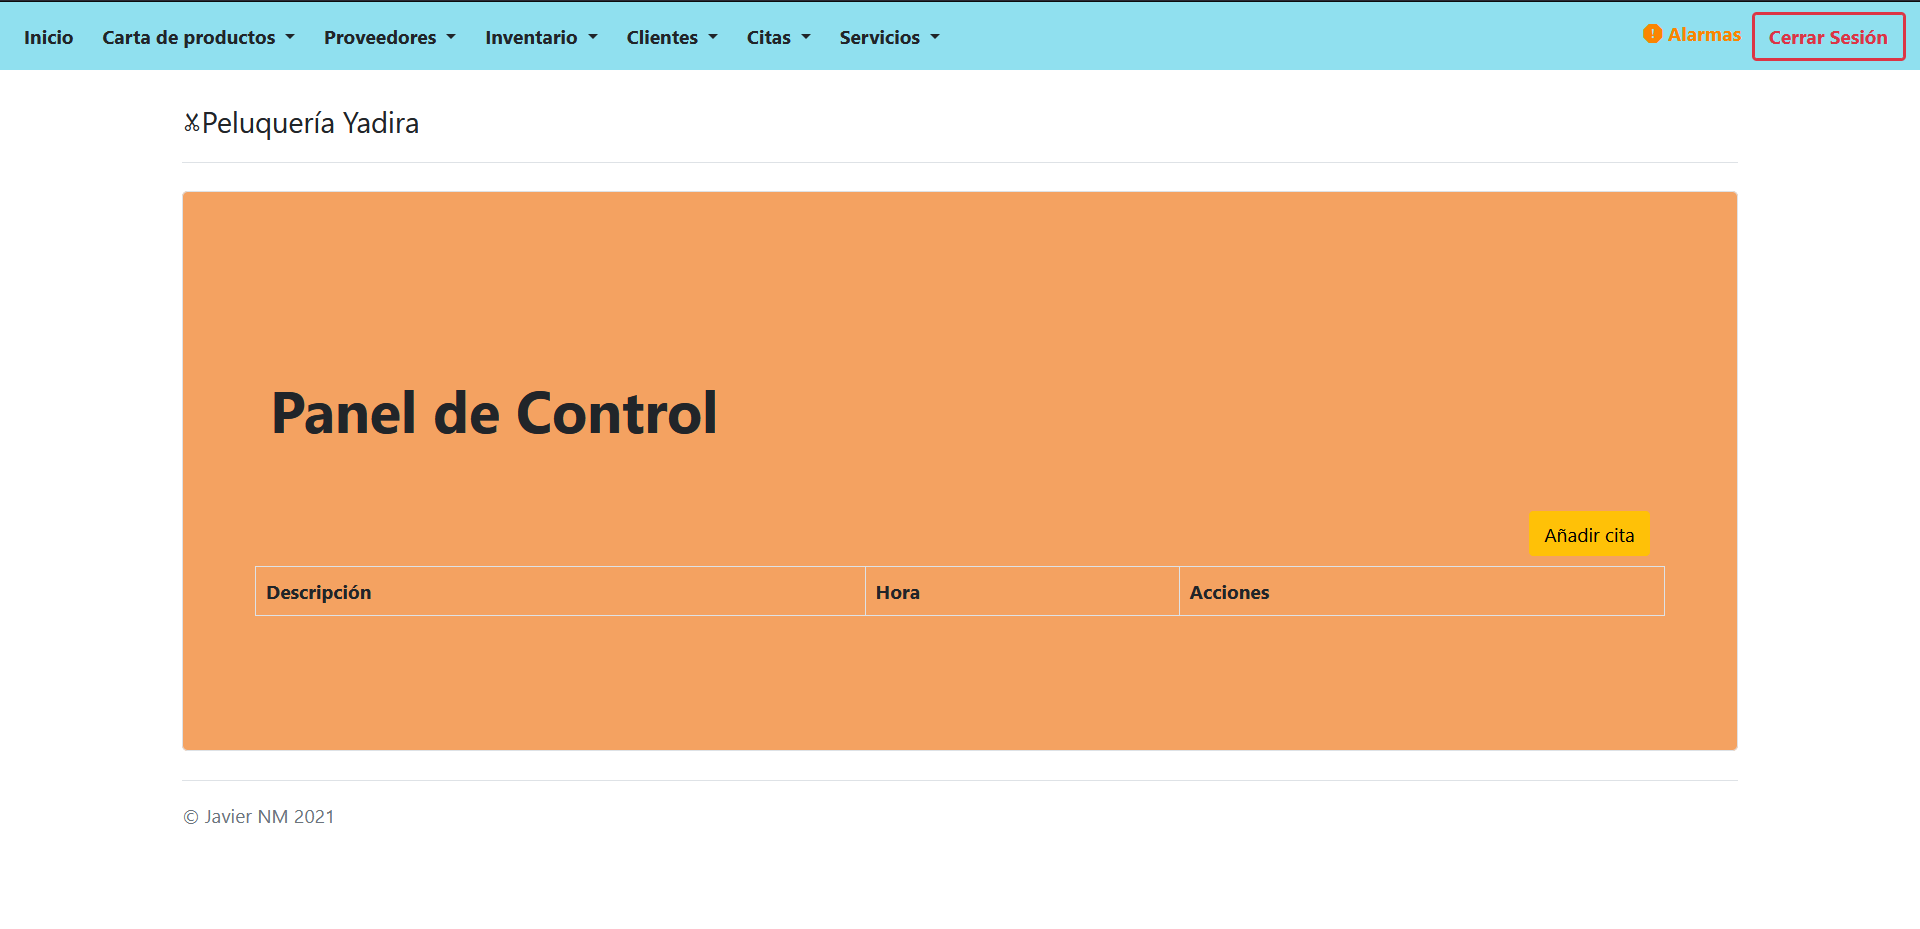 Inicio Carta de productos Proveedores Inventario Clientes Citas Servicios Alarmas Cerrar Sesión
Peluquería Yadira
Panel de Control
Añadir cita
Descripción Hora Acciones
© Javier NM 2021